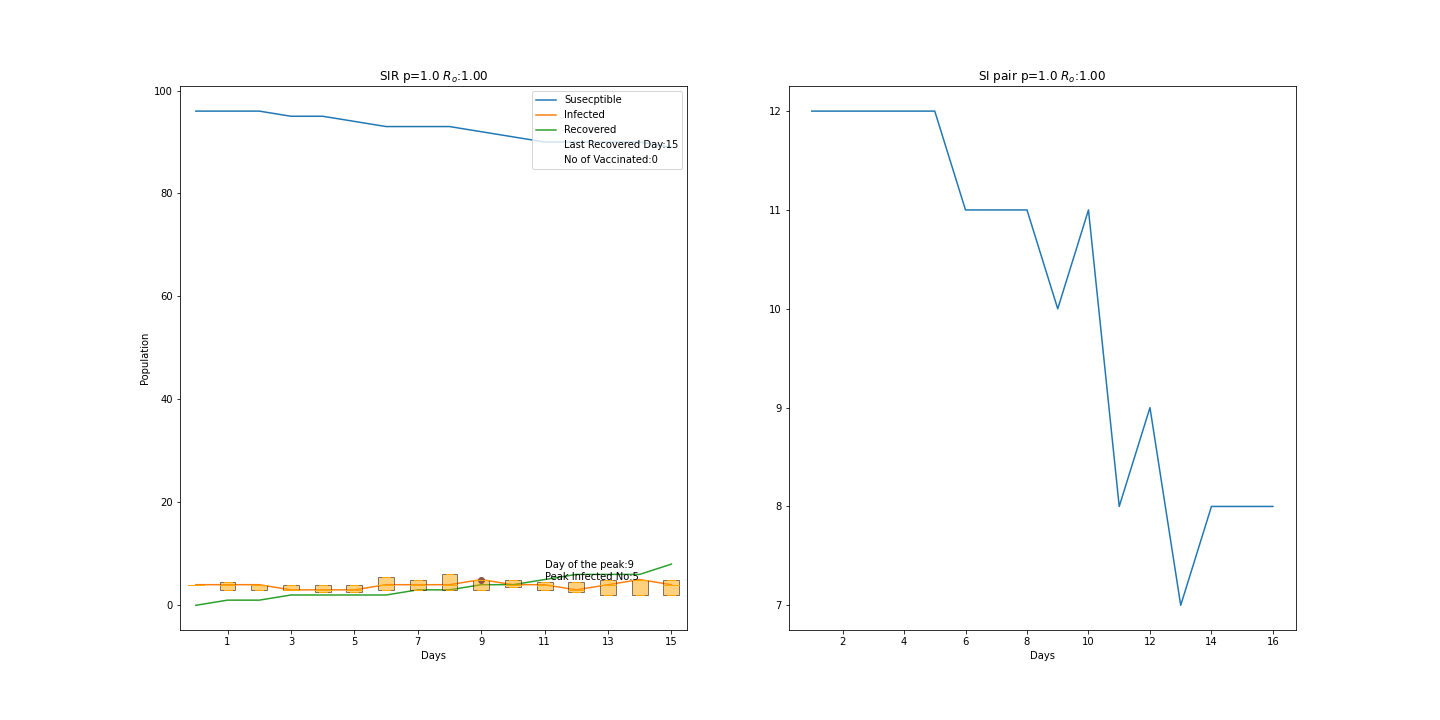 SIR p=1.0 Rₒ:1.00
100
80
60
40
20
0
Population
Susecptible
Infected
Recovered
Last Recovered Day:15
No of Vaccinated:0
Day of the peak:9
Peak Infected No:5
1 3 5 7 9 11 13 15
Days
SI pair p=1.0 Rₒ:1.00
12
11
10
9
8
7
2 4 6 8 10 12 14 16
Days